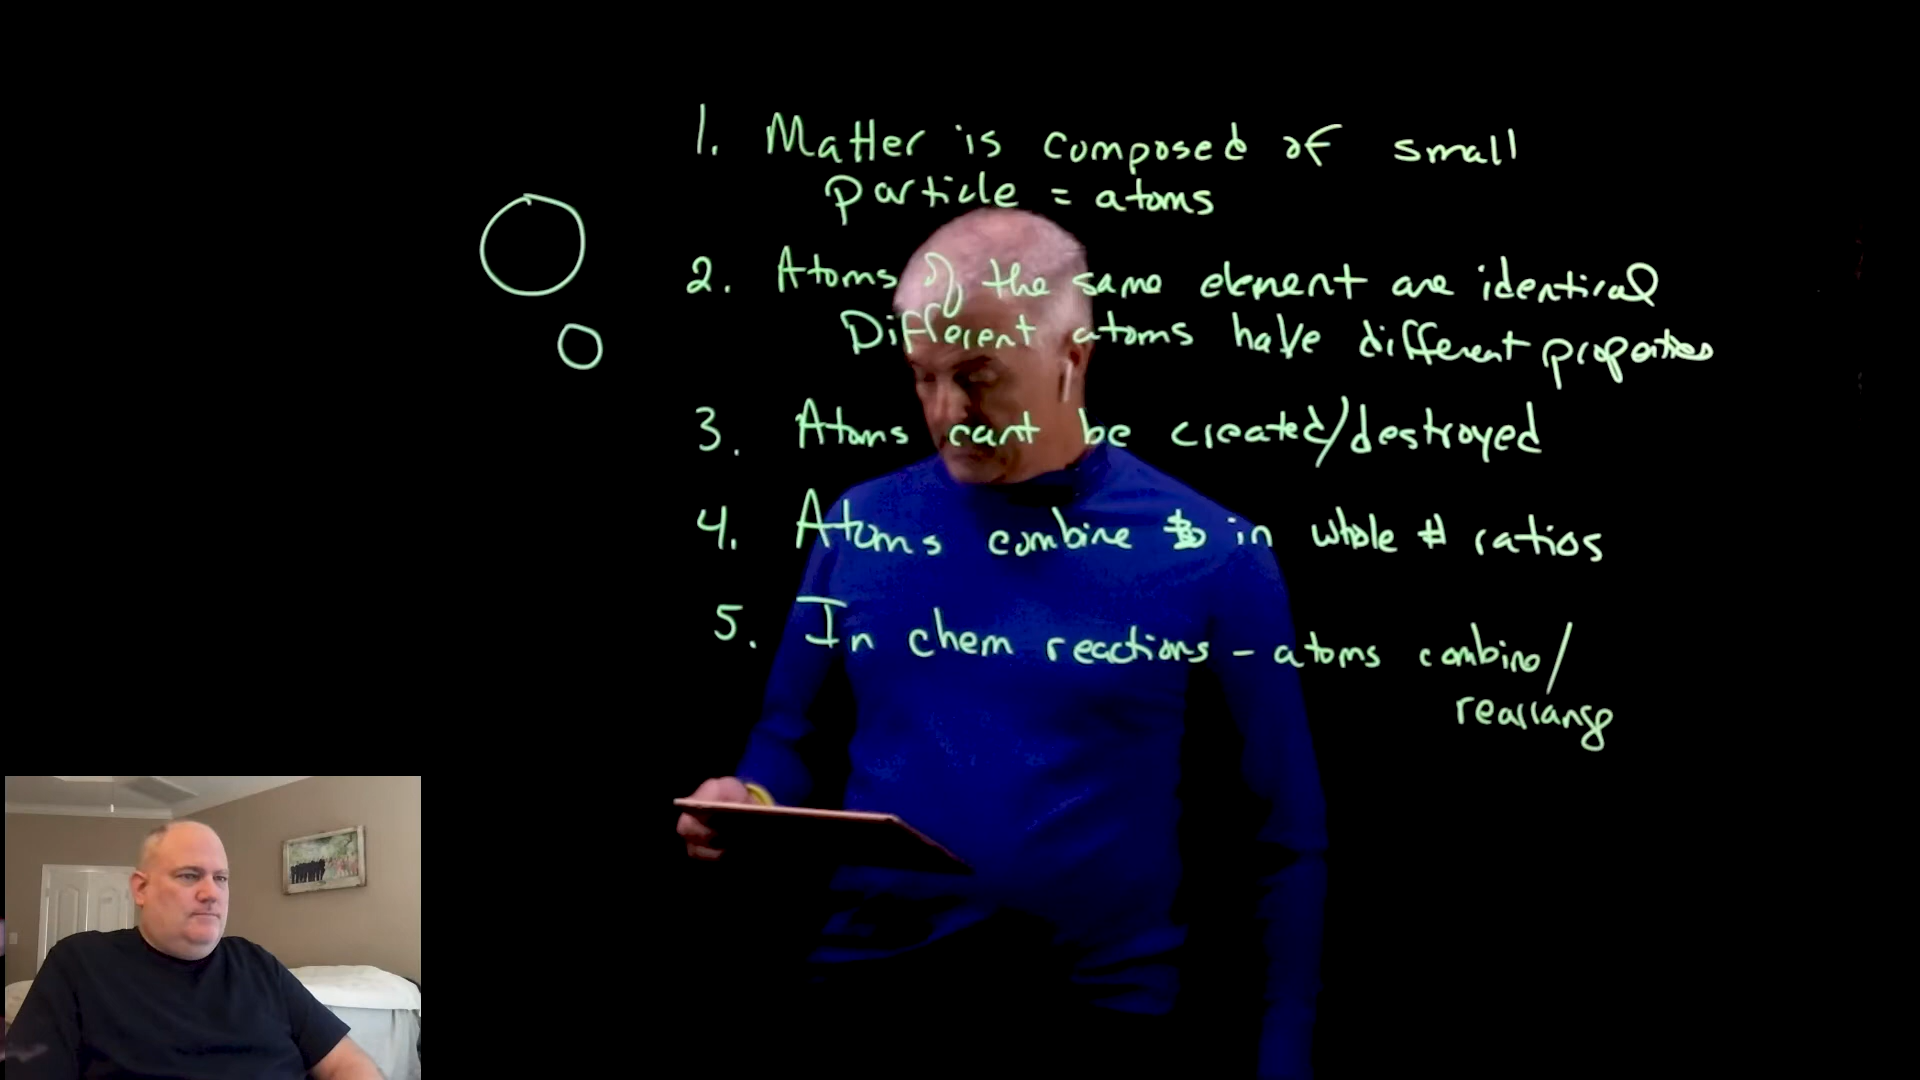 1. Matter is composed of small
particle = atoms
2. Atoms of the same element are identical
Different atoms have different properties
3. Atoms cant be created/destroyed
4. Atoms combine in whole # ratios
5. In chem reactions - atoms combine/
rearrange